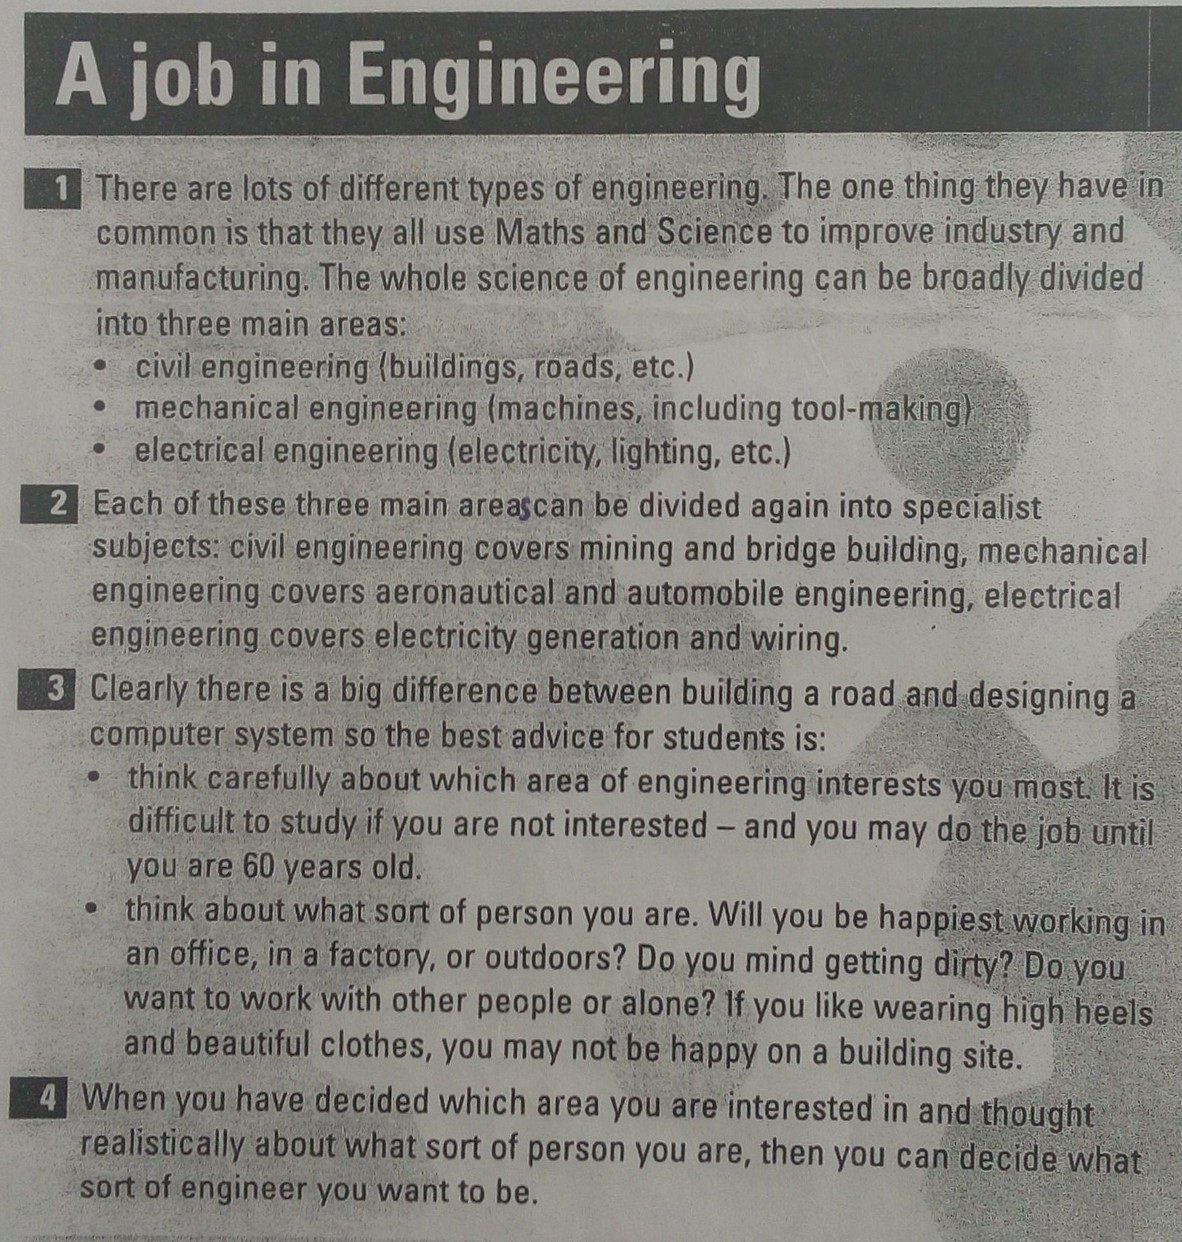 A job in Engineering
1 There are lots of different types of engineering. The one thing they have in
common is that they all use Maths and Science to improve industry and
manufacturing. The whole science of engineering can be broadly divided
into three main areas:
• civil engineering (buildings, roads, etc.)
• mechanical engineering (machines, including tool-making)
• electrical engineering (electricity, lighting, etc.)
2 Each of these three main areas can be divided again into specialist
subjects: civil engineering covers mining and bridge building, mechanical
engineering covers aeronautical and automobile engineering, electrical
engineering covers electricity generation and wiring.
3 Clearly there is a big difference between building a road and designing a
computer system so the best advice for students is:
• think carefully about which area of engineering interests you most. It is
difficult to study if you are not interested – and you may do the job until
you are 60 years old.
• think about what sort of person you are. Will you be happiest working in
an office, in a factory, or outdoors? Do you mind getting dirty? Do you
want to work with other people or alone? If you like wearing high heels
and beautiful clothes, you may not be happy on a building site.
4 When you have decided which area you are interested in and thought
realistically about what sort of person you are, then you can decide what
sort of engineer you want to be.